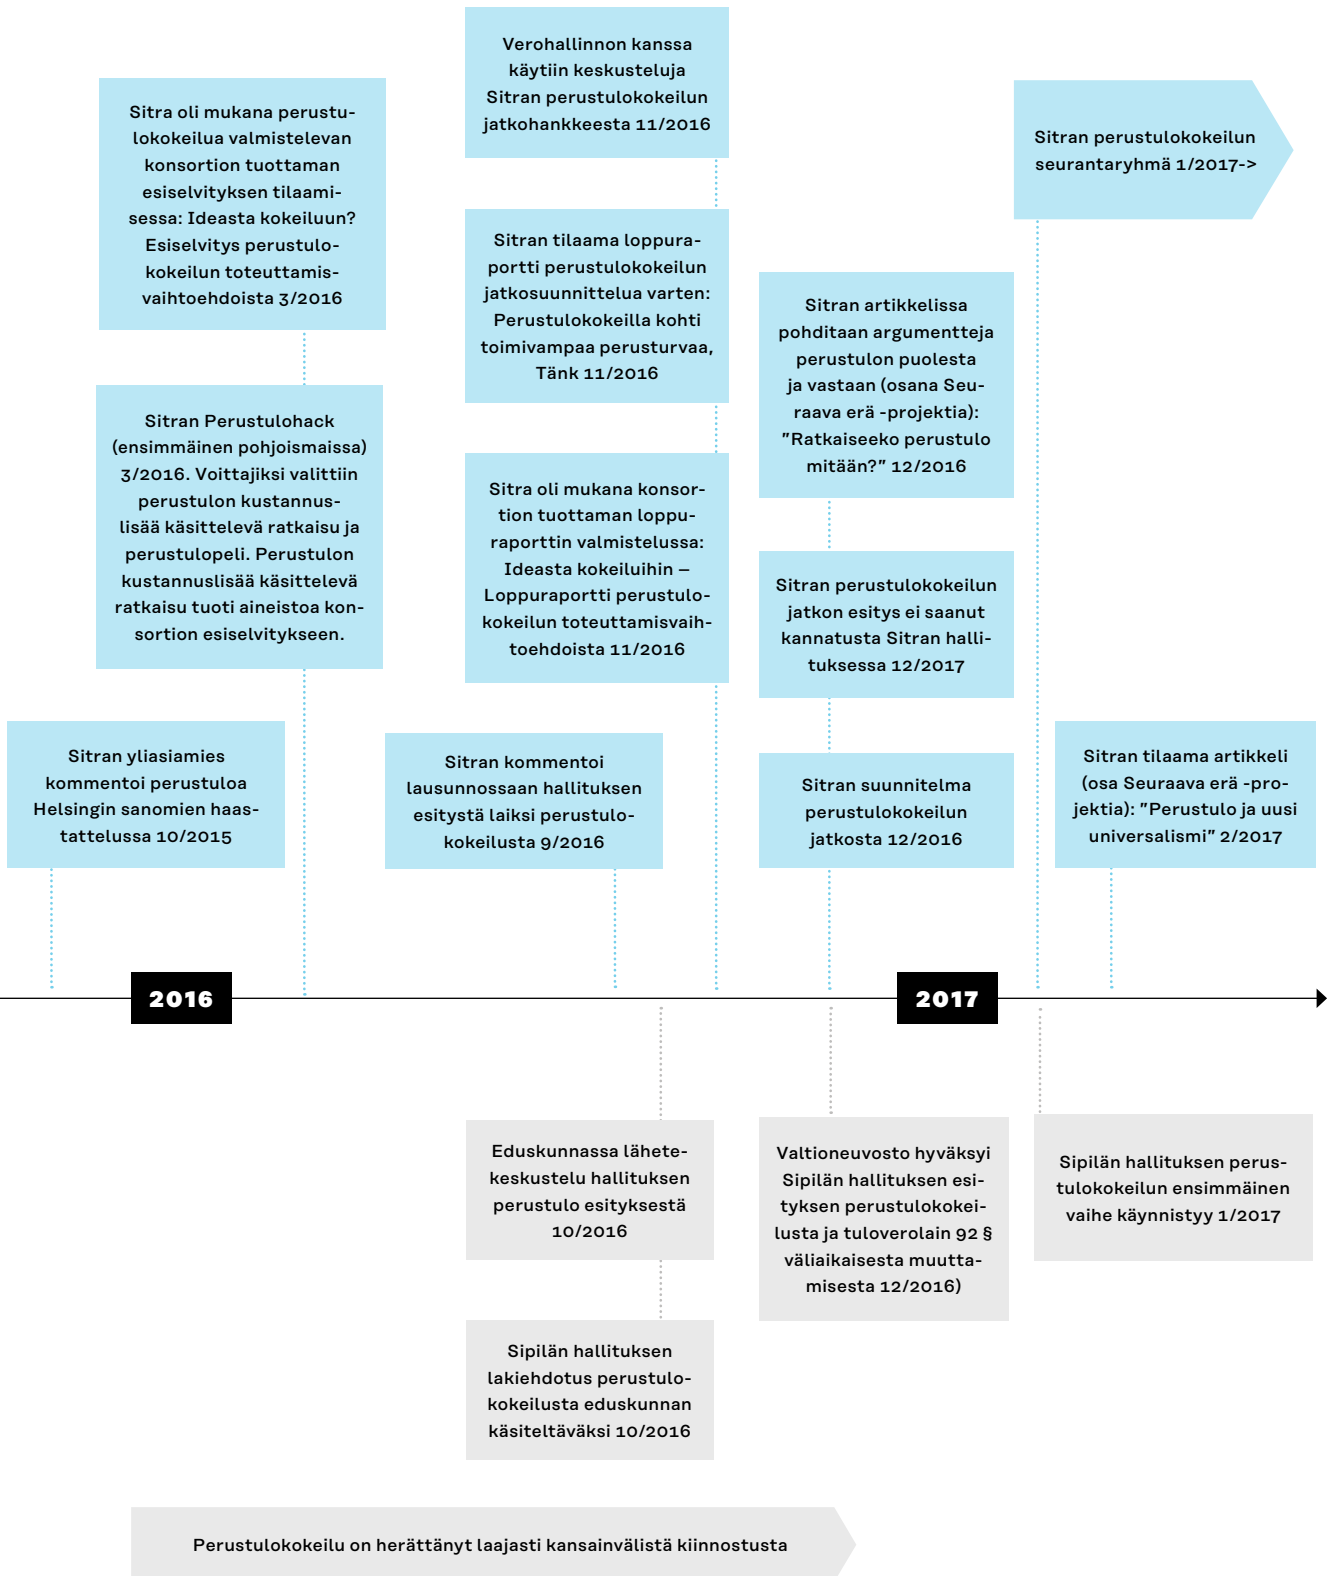 Verohallinnon kanssa
käytiin keskusteluja
Sitran perustulokokeilun
jatkohankkeesta 11/2016
Sitra oli mukana perustu-
lokokeilua valmistelevan
konsortion tuottaman
esiselvityksen tilaami-
sessa: Ideasta kokeiluun?
Esiselvitys perustulo-
kokeilun toteuttamis-
vaihtoehdoista 3/2016
Sitran perustulokokeilun
seurantaryhmä 1/2017->
Sitran tilaama loppura-
portti perustulokokeilun
jatkosuunnittelua varten:
Perustulokokeilla kohti
toimivampaa perusturvaa,
Tänk 11/2016
Sitran artikkelissa
pohditaan argumentteja
perustulon puolesta
ja vastaan (osana Seu-
raava erä -projektia):
”Ratkaiseeko perustulo
mitään?” 12/2016
Sitran Perustulohack
(ensimmäinen pohjoismaissa)
3/2016. Voittajiksi valittiin
perustulon kustannus-
lisää käsittelevä ratkaisu ja
perustulopeli. Perustulon
kustannuslisää käsittelevä
ratkaisu tuoti aineistoa kon-
sortion esiselvitykseen.
Sitra oli mukana konsor-
tion tuottaman loppu-
raporttin valmistelussa:
Ideasta kokeiluihin –
Loppuraportti perustulo-
kokeilun toteuttamisvaih-
toehdoista 11/2016
Sitran perustulokokeilun
jatkon esitys ei saanut
kannatusta Sitran halli-
tuksessa 12/2017
Sitran yliasiamies
kommentoi perustuloa
Helsingin sanomien haas-
tattelussa 10/2015
Sitran kommentoi
lausunnossaan hallituksen
esitystä laiksi perustulo-
kokeilusta 9/2016
Sitran suunnitelma
perustulokokeilun
jatkosta 12/2016
Sitran tilaama artikkeli
(osa Seuraava erä -pro-
jektia): ”Perustulo ja uusi
universalismi” 2/2017
2016
2017
Eduskunnassa lähete-
keskustelu hallituksen
perustulo esityksestä
10/2016
Valtioneuvosto hyväksyi
Sipilän hallituksen esi-
tyksen perustulokokei-
lusta ja tuloverolain 92 §
väliaikaisesta muutta-
misesta 12/2016)
Sipilän hallituksen perus-
tulokokeilun ensimmäinen
vaihe käynnistyy 1/2017
Sipilän hallituksen
lakiehdotus perustulo-
kokeilusta eduskunnan
käsiteltäväksi 10/2016
Perustulokokeilu on herättänyt laajasti kansainvälistä kiinnostusta